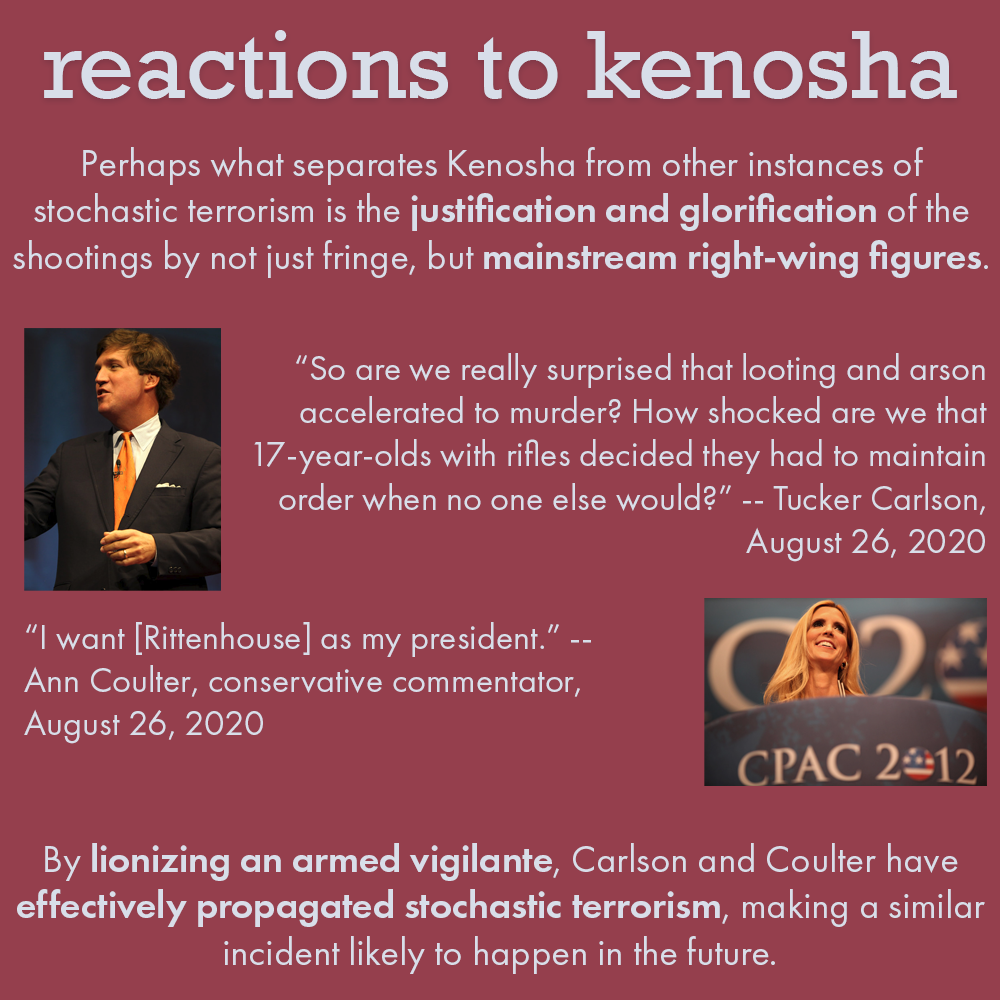 reactions to kenosha
Perhaps what separates Kenosha from other instances of
stochastic terrorism is the justification and glorification of the
shootings by not just fringe, but mainstream right-wing figures.
“So are we really surprised that looting and arson
accelerated to murder? How shocked are we that
17-year-olds with rifles decided they had to maintain
order when no one else would?” -- Tucker Carlson,
August 26, 2020
“I want [Rittenhouse] as my president.” --
Ann Coulter, conservative commentator,
August 26, 2020
C 20
CPAC 2012
By lionizing an armed vigilante, Carlson and Coulter have
effectively propagated stochastic terrorism, making a similar
incident likely to happen in the future.